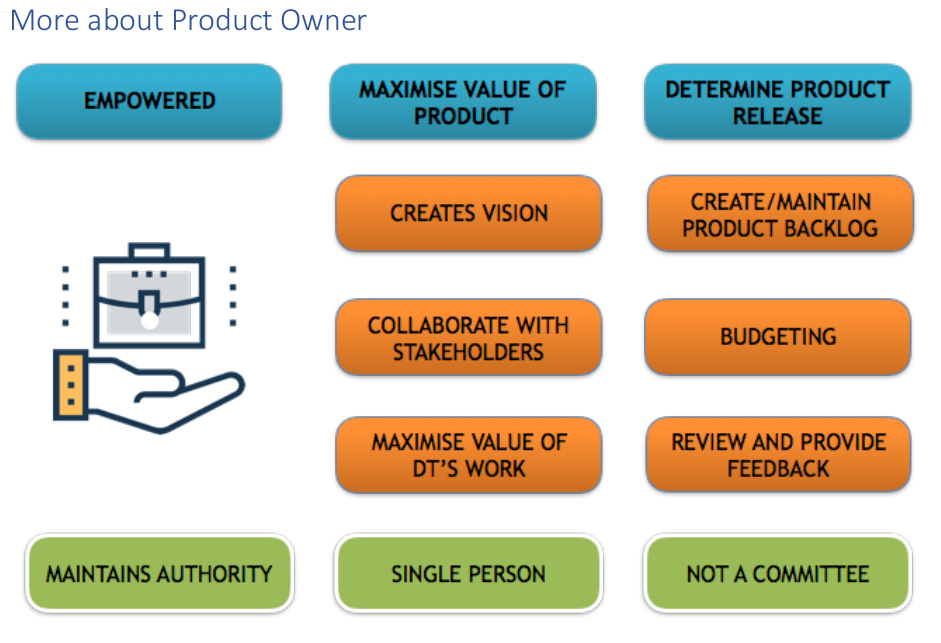 More about Product Owner
EMPOWERED
MAXIMISE VALUE OF
PRODUCT
DETERMINE PRODUCT
RELEASE
CREATES VISION
CREATE/MAINTAIN
PRODUCT BACKLOG
COLLABORATE WITH
STAKEHOLDERS
BUDGETING
MAXIMISE VALUE OF
DT'S WORK
REVIEW AND PROVIDE
FEEDBACK
MAINTAINS AUTHORITY
SINGLE PERSON
NOT A COMMITTEE